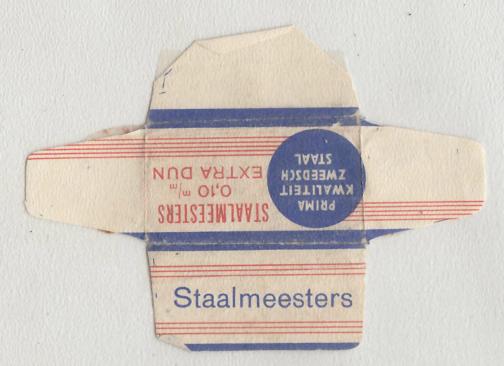 PRIMA
KWALITEIT
ZWEEDSCH
STAAL
STAALMEESTERS
0,10 m/m
EXTRA DUN
Staalmeesters